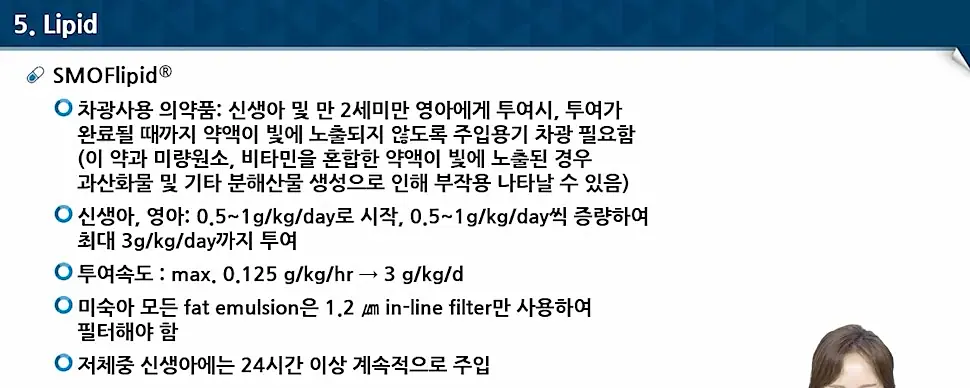 5. Lipid
SMOFlipid®
차광사용 의약품: 신생아 및 만 2세미만 영아에게 투여시, 투여가
완료될 때까지 약액이 빛에 노출되지 않도록 주입용기 차광 필요함
(이 약과 미량원소, 비타민을 혼합한 약액이 빛에 노출된 경우
과산화물 및 기타 분해산물 생성으로 인해 부작용 나타날 수 있음)
신생아, 영아: 0.5~1g/kg/day로 시작, 0.5~1g/kg/day씩 증량하여
최대 3g/kg/day까지 투여
투여속도 : max. 0.125 g/kg/hr → 3 g/kg/d
미숙아 모든 fat emulsion은 1.2 ㎛ in-line filter만 사용하여
필터해야 함
저체중 신생아에는 24시간 이상 계속적으로 주입